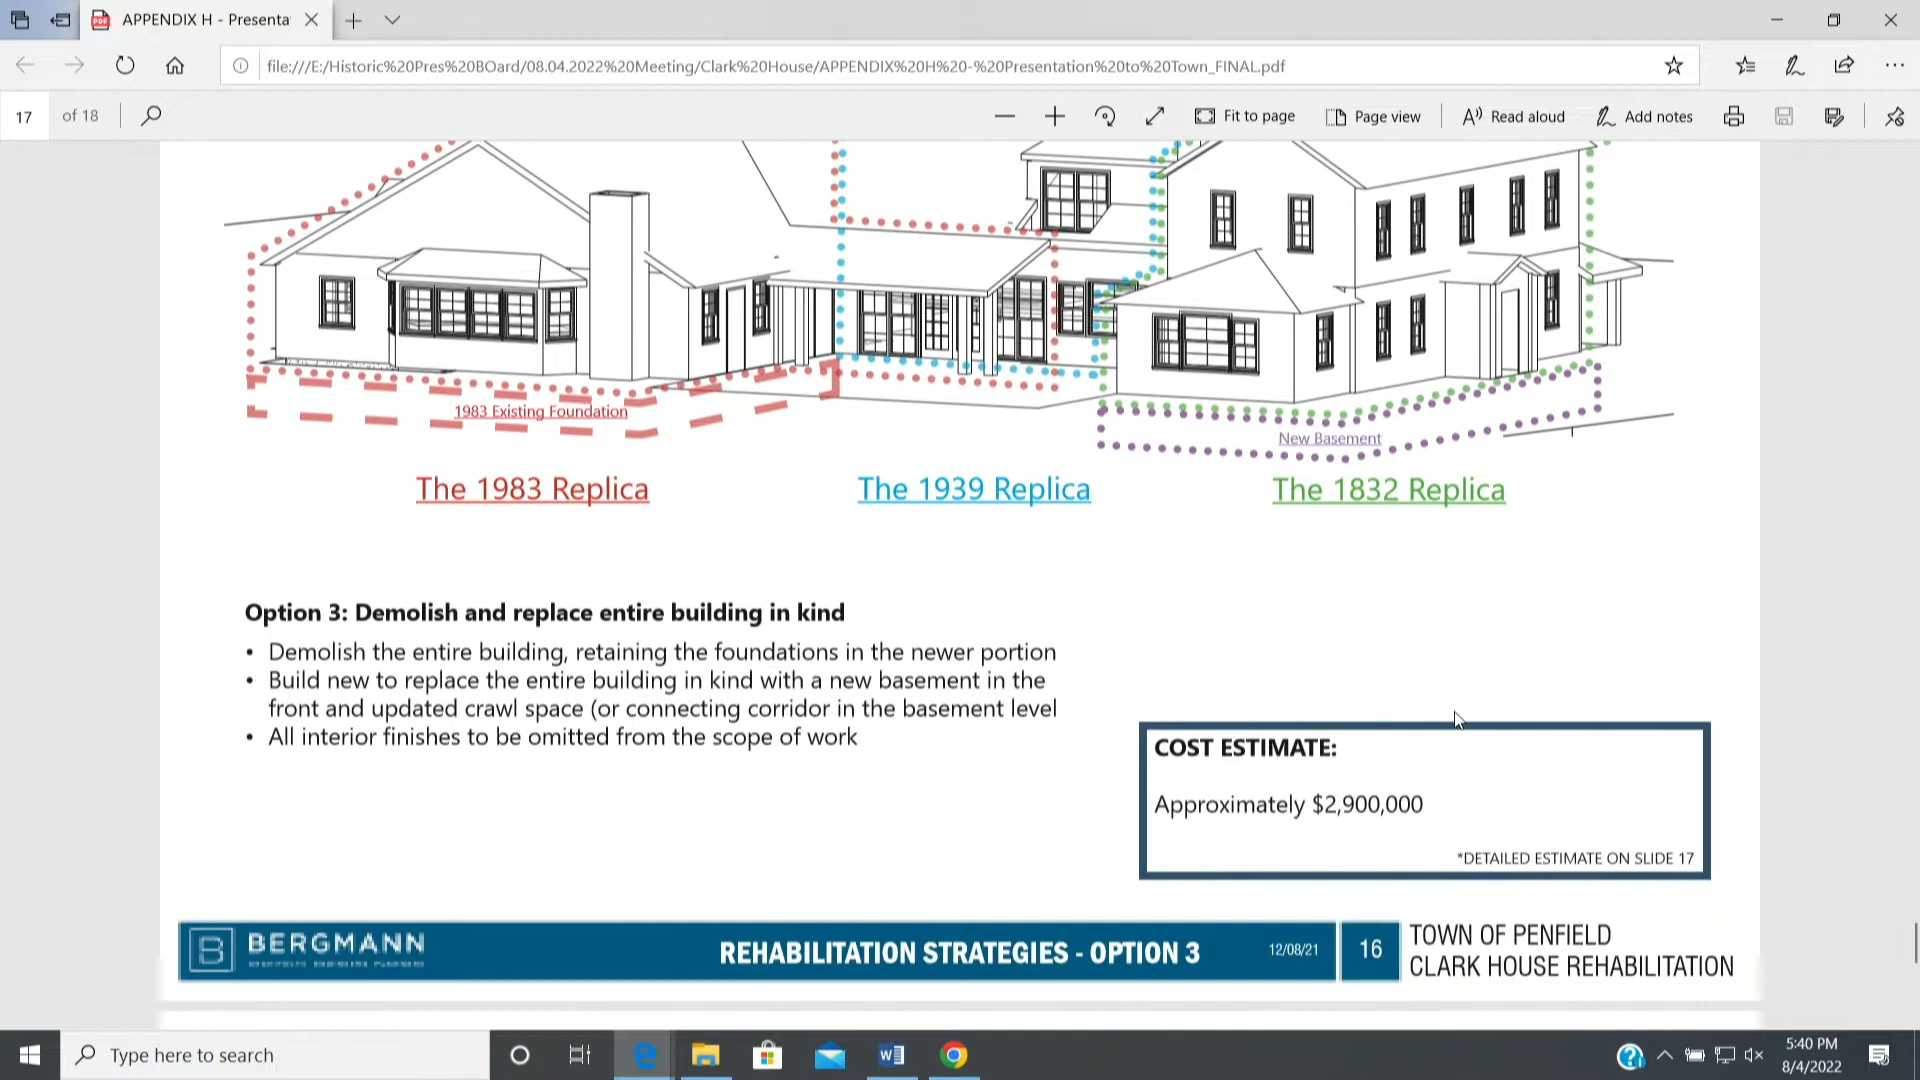 APPENDIX H - Presenta
file:///E:/Historic%20Pres%20BOard/08.04.2022%20Meeting/Clark%20House/APPENDIX%20H%20-%20Presentation%20to%20Town_FINAL.pdf
17 of 18
Fit to page
Page view
Read aloud
Add notes
1983 Existing Foundation
New Basement
The 1983 Replica
The 1939 Replica
The 1832 Replica
Option 3: Demolish and replace entire building in kind
• Demolish the entire building, retaining the foundations in the newer portion
• Build new to replace the entire building in kind with a new basement in the
front and updated crawl space (or connecting corridor in the basement level
• All interior finishes to be omitted from the scope of work
COST ESTIMATE:
Approximately $2,900,000
*DETAILED ESTIMATE ON SLIDE 17
B BERGMANN
REHABILITATION STRATEGIES - OPTION 3
12/08/21
16
TOWN OF PENFIELD
CLARK HOUSE REHABILITATION
Type here to search
5:40 PM
8/4/2022